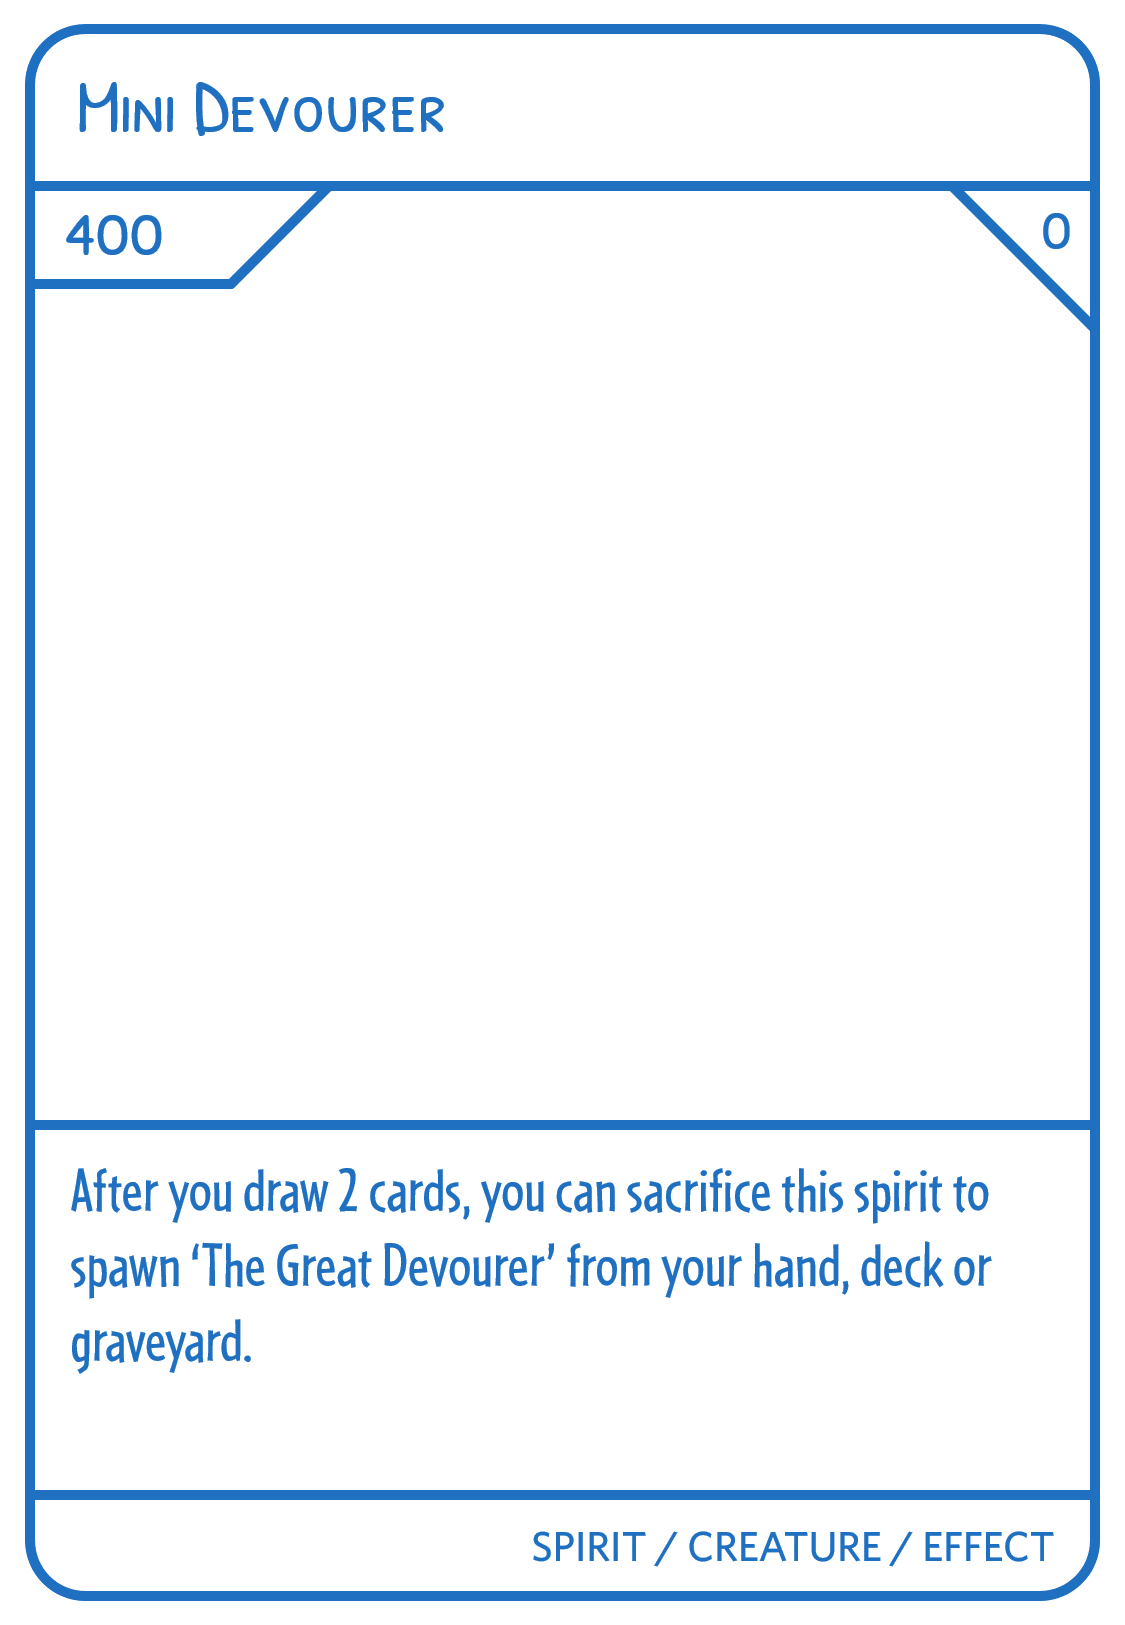 Mini Devourer
400
0
After you draw 2 cards, you can sacrifice this spirit to
spawn ‘The Great Devourer’ from your hand, deck or
graveyard.
SPIRIT / CREATURE / EFFECT